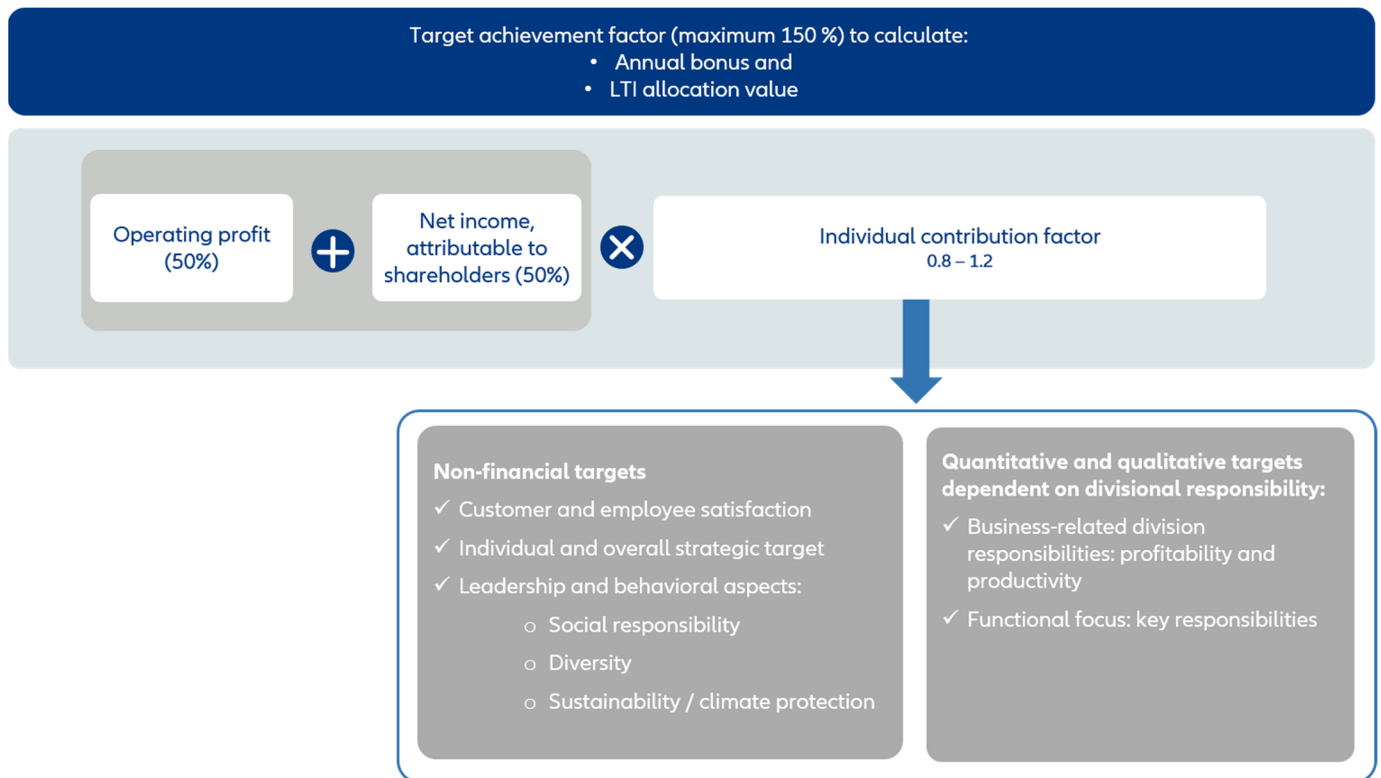 Target achievement factor (maximum 150 %) to calculate:
• Annual bonus and
• LTI allocation value
Operating profit
(50%)
+
Net income,
attributable to
shareholders (50%)
×
Individual contribution factor
0.8 – 1.2
Non-financial targets
✓ Customer and employee satisfaction
✓ Individual and overall strategic target
✓ Leadership and behavioral aspects:
o Social responsibility
o Diversity
o Sustainability / climate protection
Quantitative and qualitative targets
dependent on divisional responsibility:
✓ Business-related division
responsibilities: profitability and
productivity
✓ Functional focus: key responsibilities